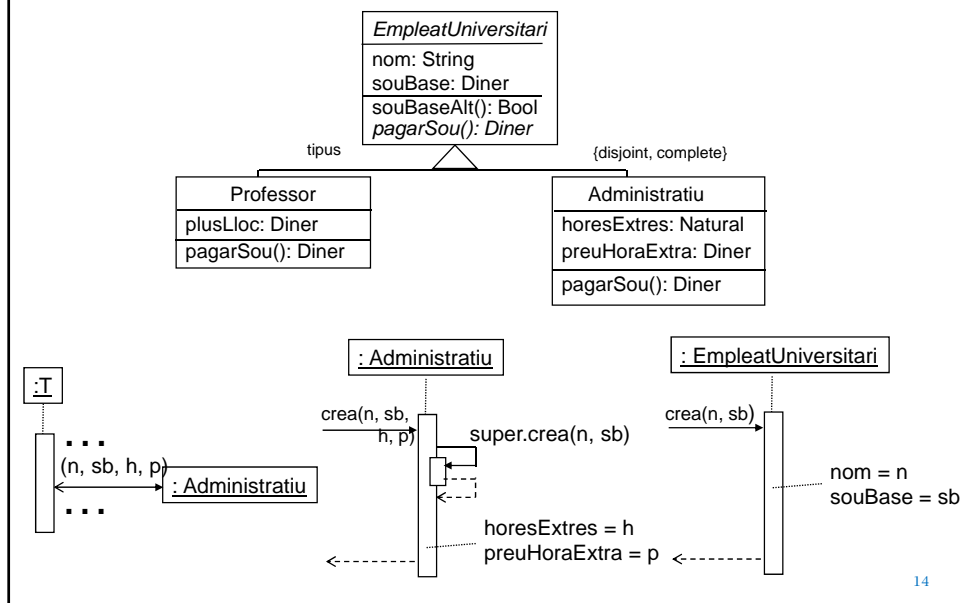 EmpleatUniversitari
nom: String
souBase: Diner
souBaseAlt(): Bool
pagarSou(): Diner
tipus
{disjoint, complete}
Professor
plusLloc: Diner
pagarSou(): Diner
Administratiu
horesExtres: Natural
preuHoraExtra: Diner
pagarSou(): Diner
:T
. . .
(n, sb, h, p)
: Administratiu
. . .
: Administratiu
crea(n, sb,
h, p)
super.crea(n, sb)
horesExtres = h
preuHoraExtra = p
: EmpleatUniversitari
crea(n, sb)
nom = n
souBase = sb
14